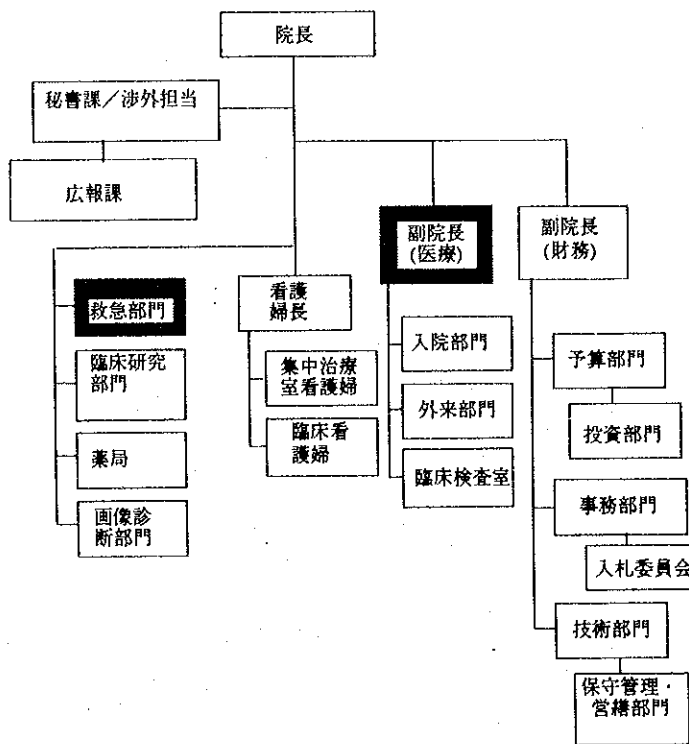 院長
秘書課／渉外担当
広報課
副院長
(医療)
副院長
(財務)
救急部門
看護
婦長
入院部門
予算部門
臨床研究
部門
集中治療
室看護婦
外来部門
投資部門
薬局
臨床看
護婦
臨床検査室
事務部門
画像診
断部門
入札委員会
技術部門
保守管理・
営繕部門